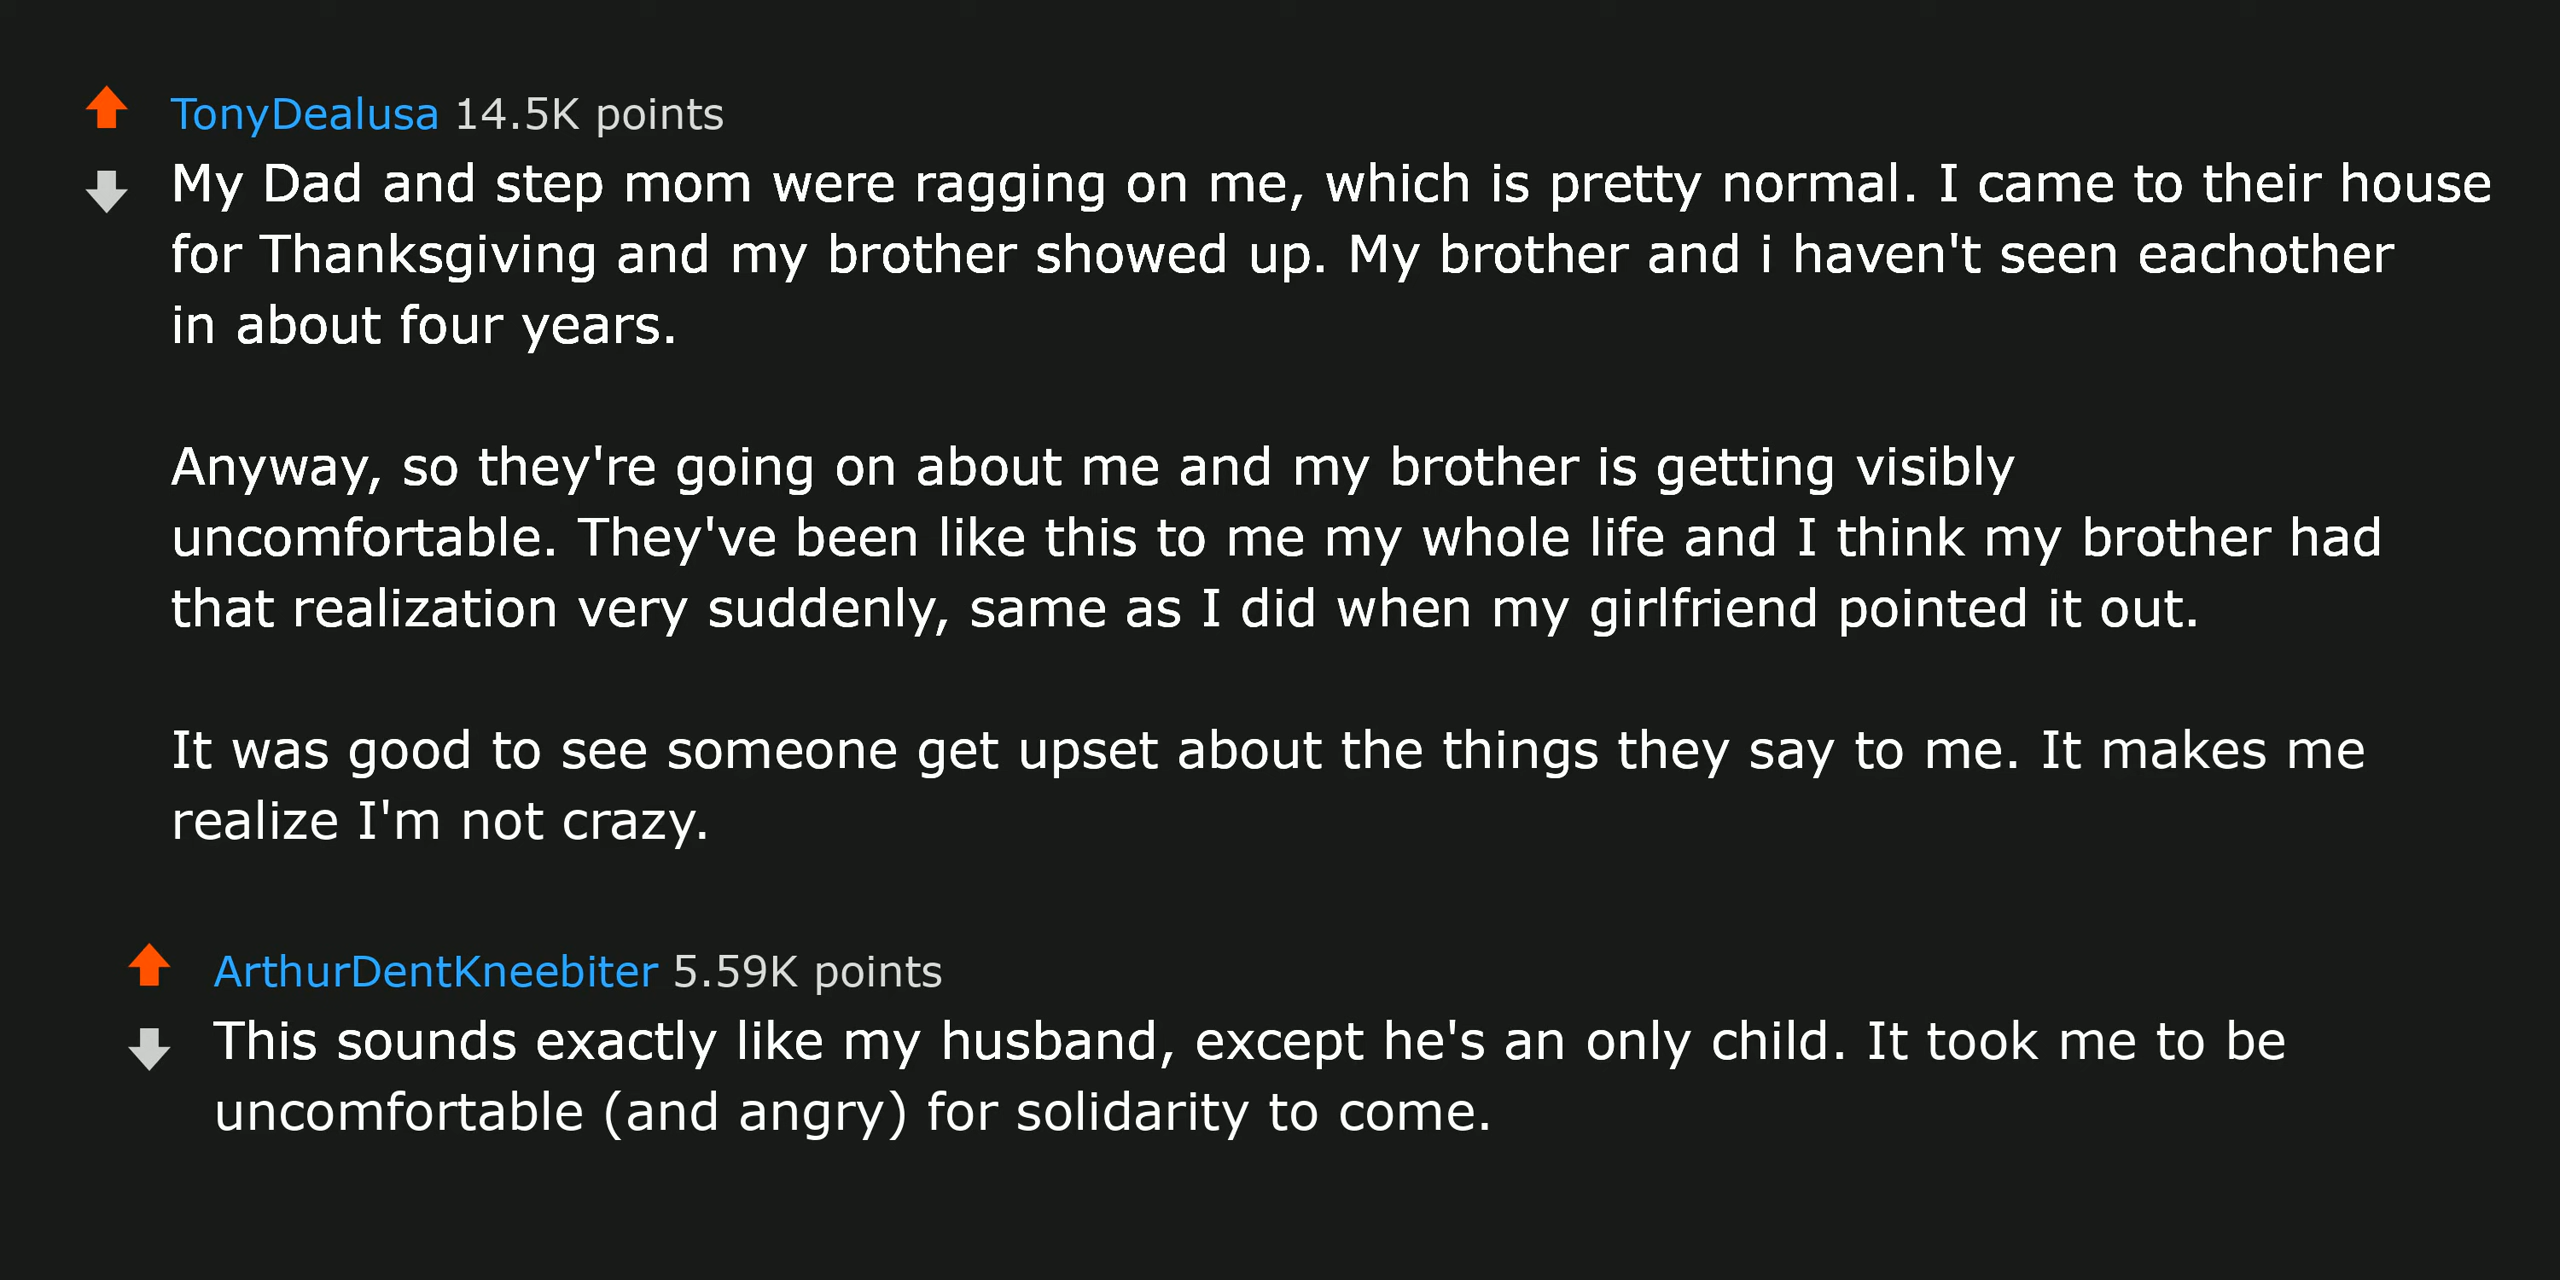 TonyDealusa 14.5K points
My Dad and step mom were ragging on me, which is pretty normal. I came to their house
for Thanksgiving and my brother showed up. My brother and i haven't seen eachother
in about four years.
Anyway, so they're going on about me and my brother is getting visibly
uncomfortable. They've been like this to me my whole life and I think my brother had
that realization very suddenly, same as I did when my girlfriend pointed it out.
It was good to see someone get upset about the things they say to me. It makes me
realize I'm not crazy.
ArthurDentKneebiter 5.59K points
This sounds exactly like my husband, except he's an only child. It took me to be
uncomfortable (and angry) for solidarity to come.